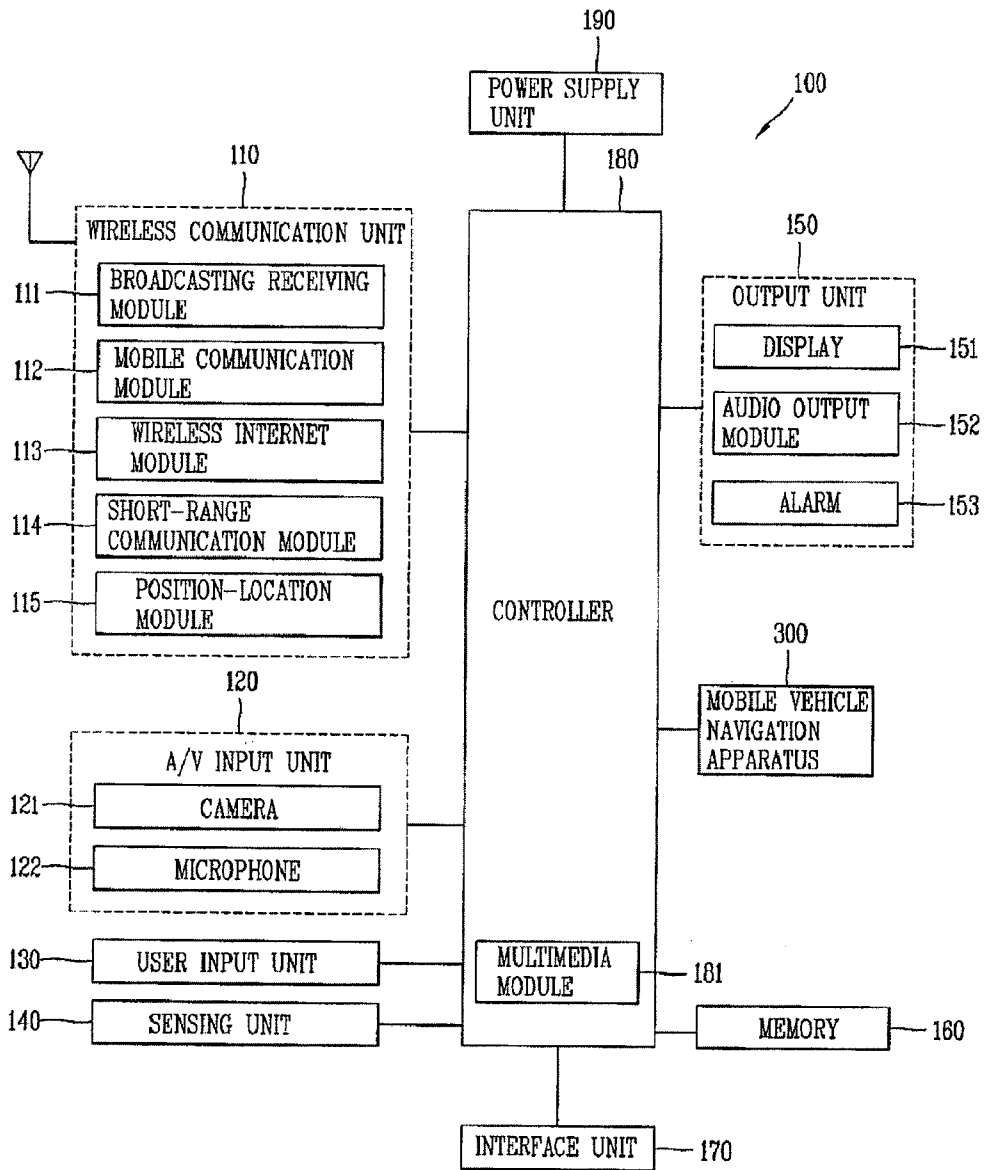 190
POWER SUPPLY
UNIT
100
110
180
WIRELESS COMMUNICATION UNIT
150
111
BROADCASTING RECEIVING
MODULE
OUTPUT UNIT
DISPLAY
151
112
MOBILE COMMUNICATION
MODULE
AUDIO OUTPUT
MODULE
152
113
WIRELESS INTERNET
MODULE
114
SHORT-RANGE
COMMUNICATION MODULE
ALARM
153
115
POSITION-LOCATION
MODULE
CONTROLLER
300
120
MOBILE VEHICLE
NAVIGATION
APPARATUS
A/V INPUT UNIT
121
CAMERA
122
MICROPHONE
130
USER INPUT UNIT
MULTIMEDIA
MODULE
181
140
SENSING UNIT
MEMORY
160
INTERFACE UNIT
170